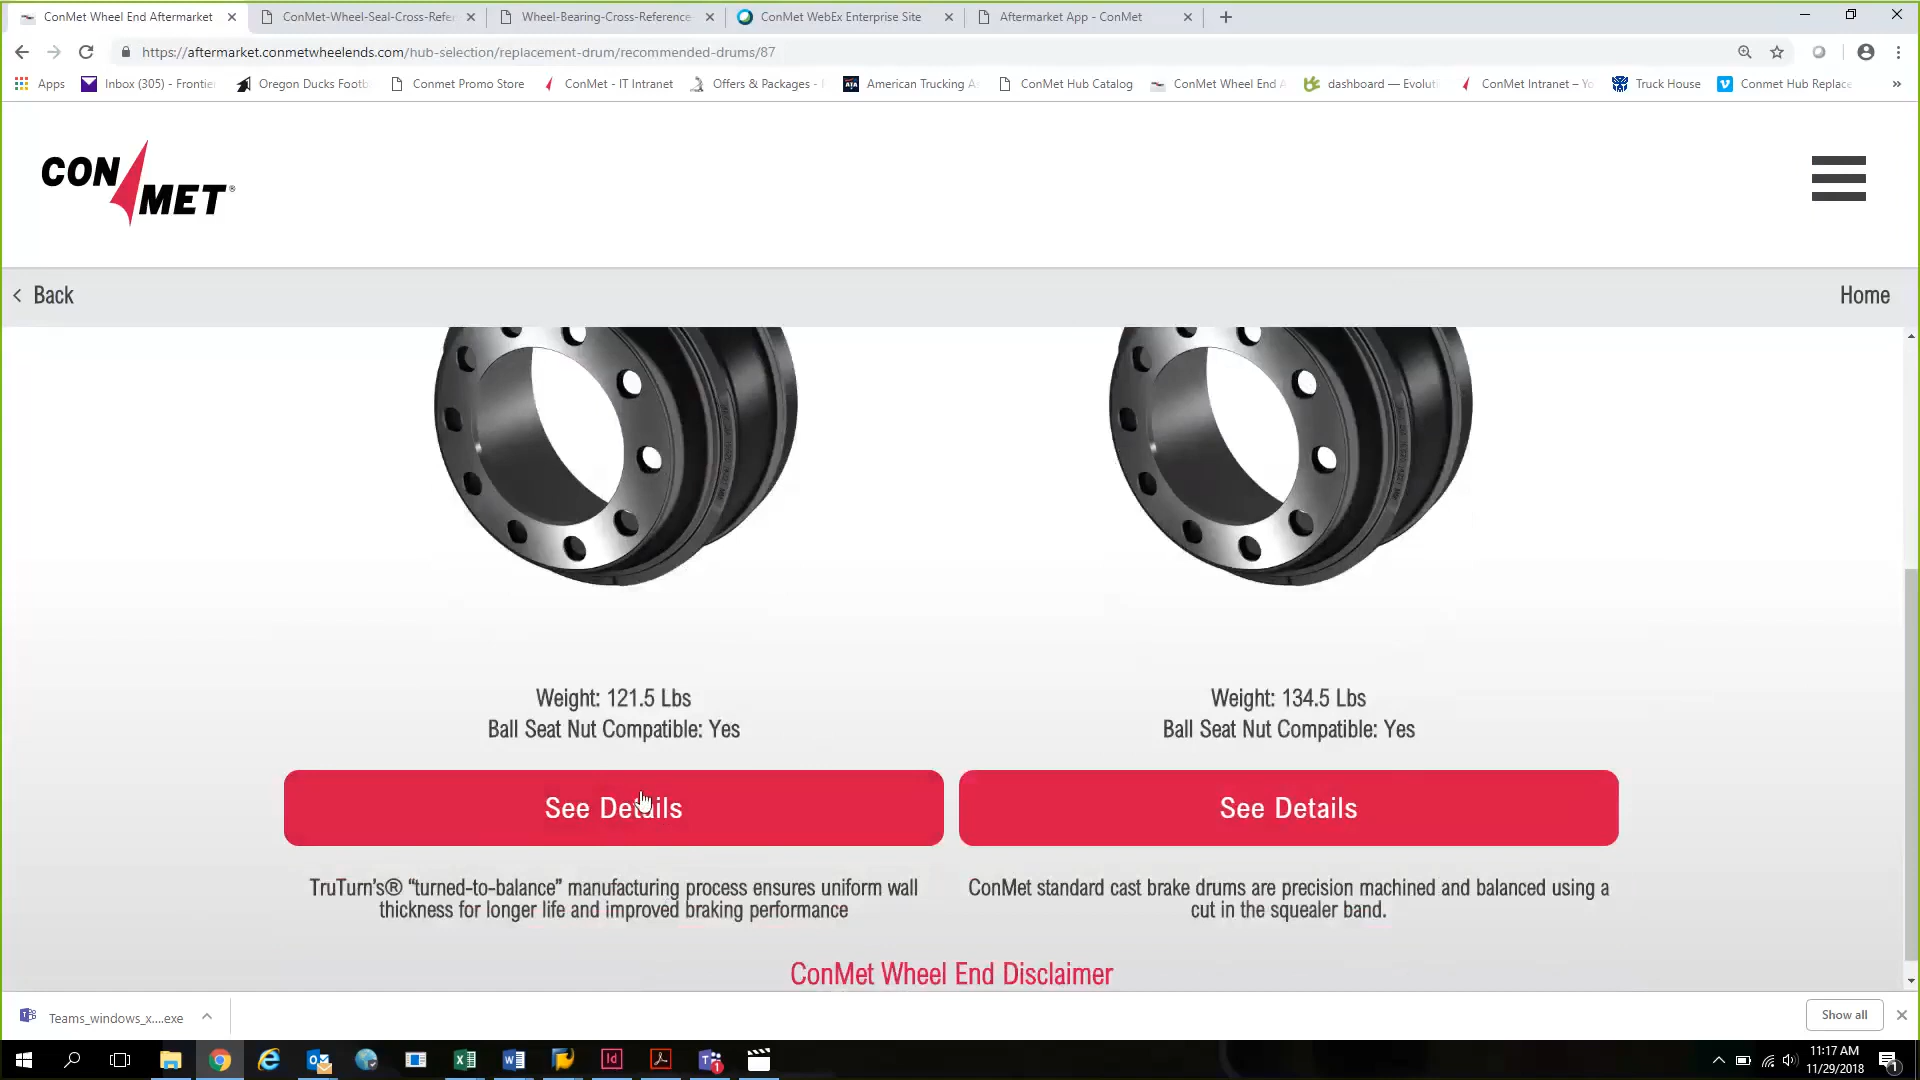 ConMet Wheel End Aftermarket
ConMet-Wheel-Seal-Cross-Refer
Wheel-Bearing-Cross-Reference
ConMet WebEx Enterprise Site
Aftermarket App - ConMet
https://aftermarket.conmetwheelends.com/hub-selection/replacement-drum/recommended-drums/87
Apps
Inbox (305) - Frontier
Oregon Ducks Footb
Conmet Promo Store
ConMet - IT Intranet
Offers & Packages -
American Trucking A
ConMet Hub Catalog
ConMet Wheel End A
dashboard — Evoluti
ConMet Intranet – Yo
Truck House
Conmet Hub Replace
»
CON MET®
< Back
Home
Weight: 121.5 Lbs
Ball Seat Nut Compatible: Yes
See Details
TruTurn's® “turned-to-balance” manufacturing process ensures uniform wall
thickness for longer life and improved braking performance
Weight: 134.5 Lbs
Ball Seat Nut Compatible: Yes
See Details
ConMet standard cast brake drums are precision machined and balanced using a
cut in the squealer band.
ConMet Wheel End Disclaimer
Teams_windows_x....exe
Show all
11:17 AM
11/29/2018